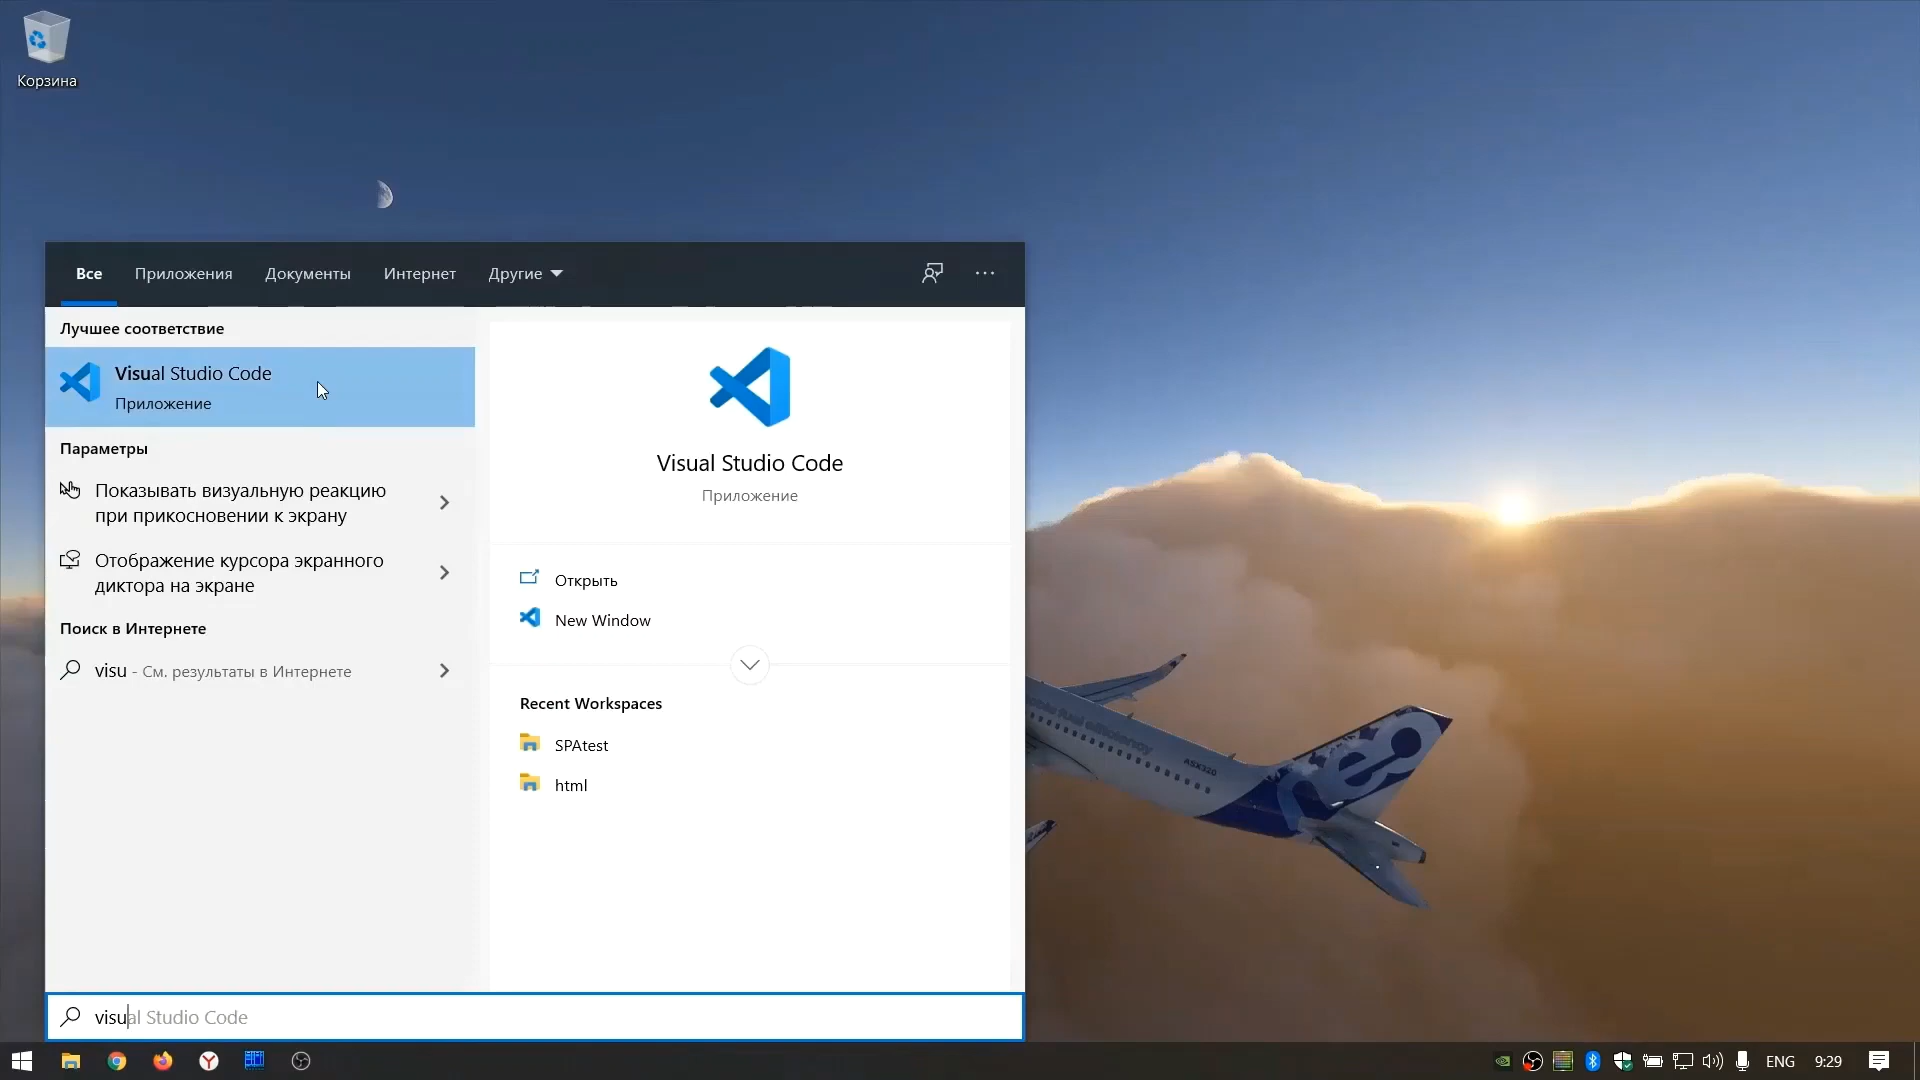 Корзина
Все Приложения Документы Интернет Другие
Лучшее соответствие
Visual Studio Code
Приложение
Параметры
Показывать визуальную реакцию
при прикосновении к экрану
Отображение курсора экранного
диктора на экране
Поиск в Интернете
visu - См. результаты в Интернете
Visual Studio Code
Приложение
Открыть
New Window
Recent Workspaces
SPAtest
html
visual Studio Code
neo
ENG 9:29